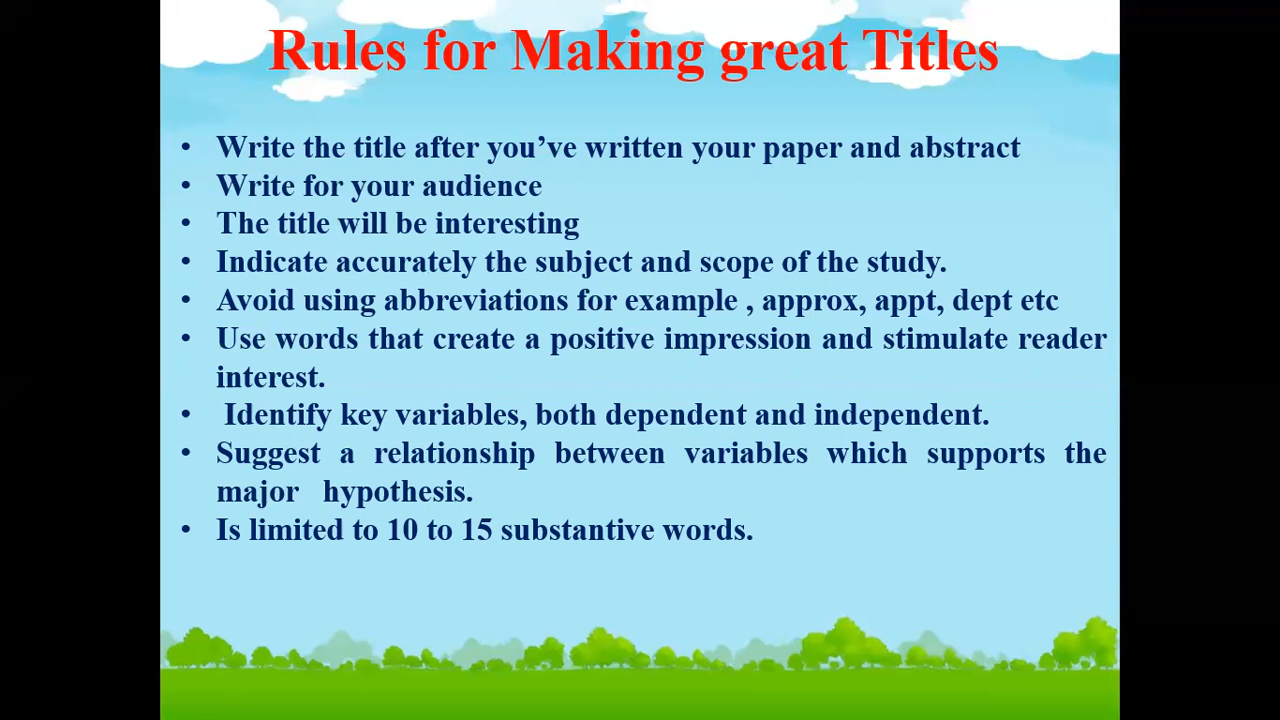 Rules for Making great Titles
• Write the title after you’ve written your paper and abstract
• Write for your audience
• The title will be interesting
• Indicate accurately the subject and scope of the study.
• Avoid using abbreviations for example , approx, appt, dept etc
• Use words that create a positive impression and stimulate reader
interest.
• Identify key variables, both dependent and independent.
• Suggest a relationship between variables which supports the
major hypothesis.
• Is limited to 10 to 15 substantive words.